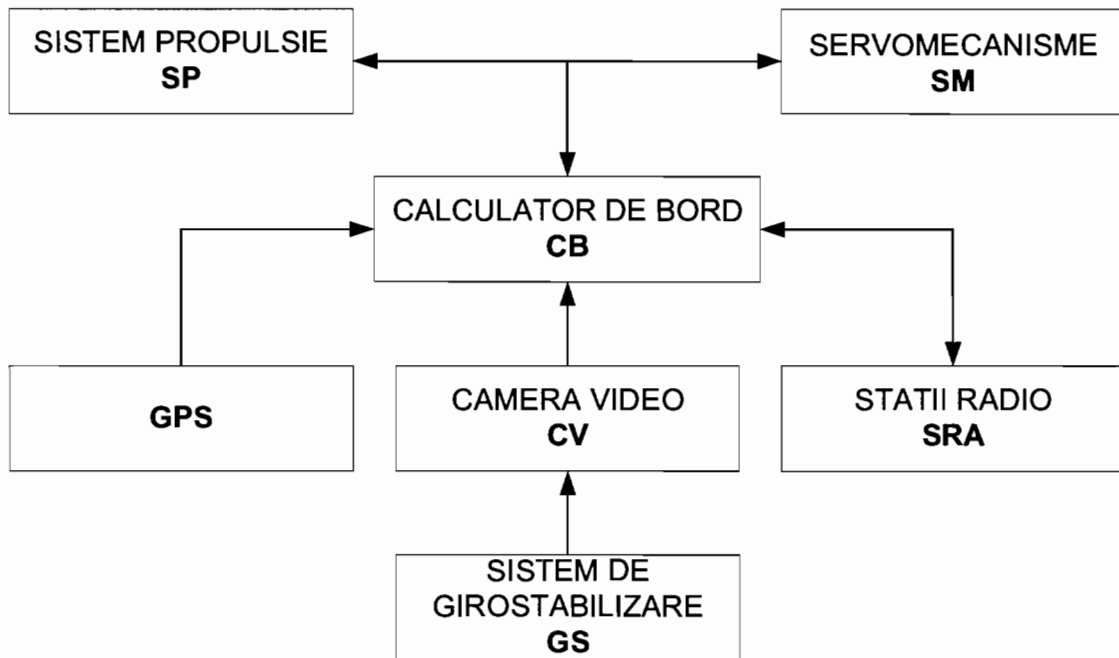 SISTEM PROPULSIE
SP
SERVOMECANISME
SM
CALCULATOR DE BORD
CB
GPS
CAMERA VIDEO
CV
STATII RADIO
SRA
SISTEM DE
GIROSTABILIZARE
GS